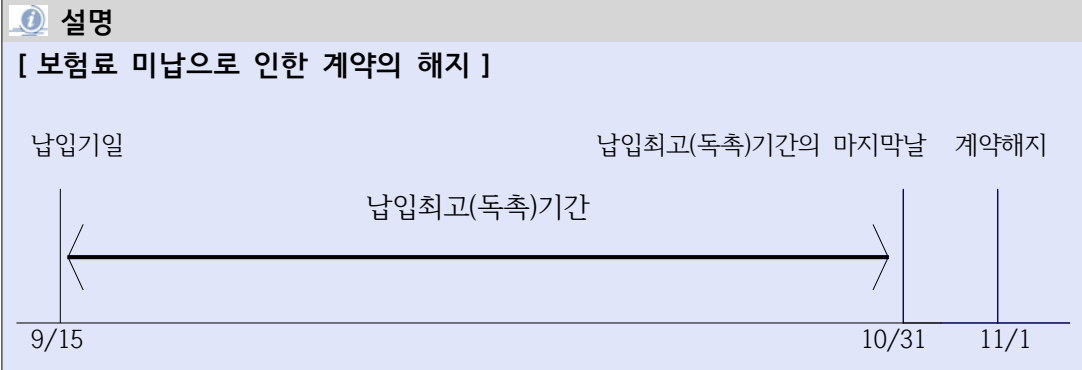 설명
[ 보험료 미납으로 인한 계약의 해지 ]
납입기일 납입최고(독촉)기간의 마지막날 계약해지
납입최고(독촉)기간
9/15 10/31 11/1